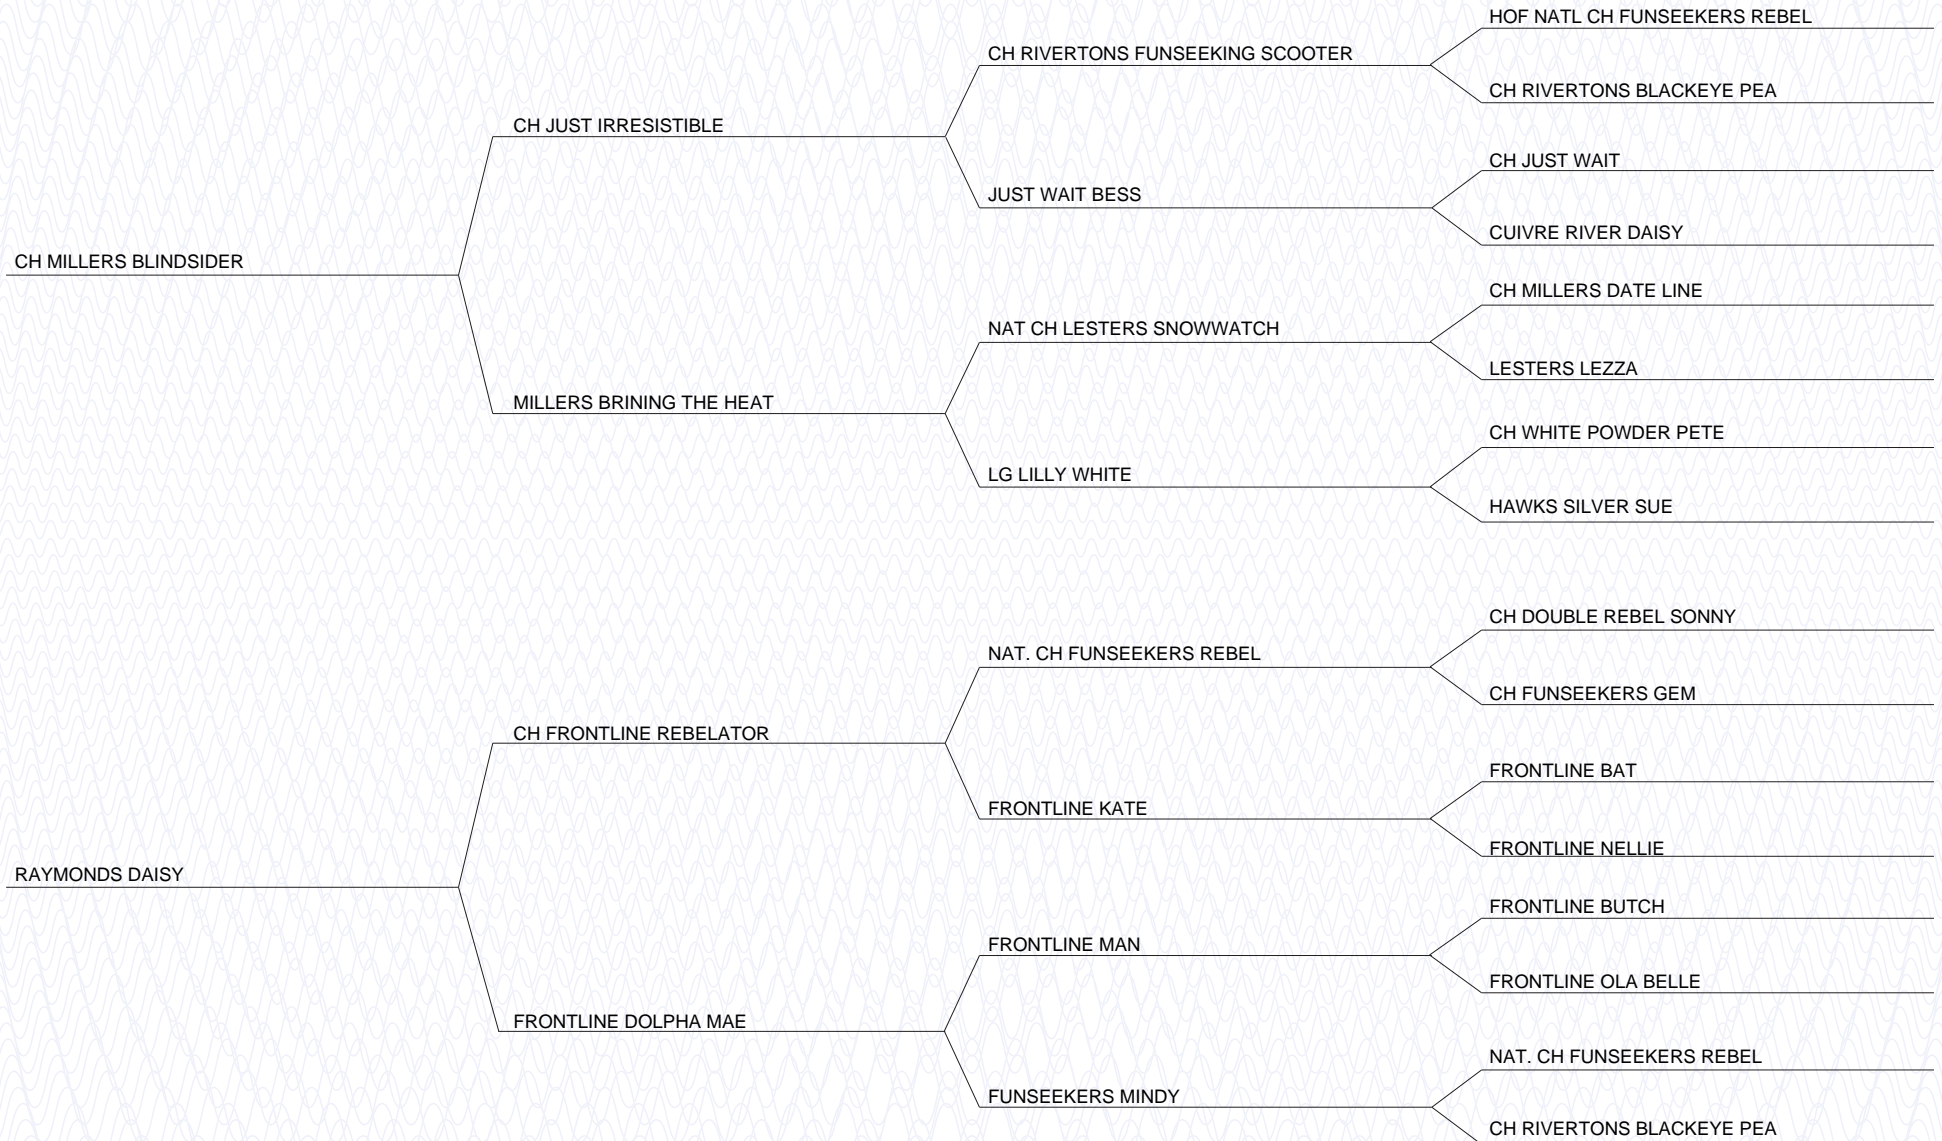 HOF NATL CH FUNSEEKERS REBEL
CH RIVERTONS FUNSEEKING SCOOTER
CH RIVERTONS BLACKEYE PEA
CH JUST IRRESISTIBLE
CH JUST WAIT
JUST WAIT BESS
CUIVRE RIVER DAISY
CH MILLERS BLINDSIDER
CH MILLERS DATE LINE
NAT CH LESTERS SNOWWATCH
LESTERS LEZZA
MILLERS BRINING THE HEAT
CH WHITE POWDER PETE
LG LILLY WHITE
HAWKS SILVER SUE
CH DOUBLE REBEL SONNY
NAT. CH FUNSEEKERS REBEL
CH FUNSEEKERS GEM
CH FRONTLINE REBELATOR
FRONTLINE BAT
FRONTLINE KATE
FRONTLINE NELLIE
RAYMONDS DAISY
FRONTLINE BUTCH
FRONTLINE MAN
FRONTLINE OLA BELLE
FRONTLINE DOLPHA MAE
NAT. CH FUNSEEKERS REBEL
FUNSEEKERS MINDY
CH RIVERTONS BLACKEYE PEA